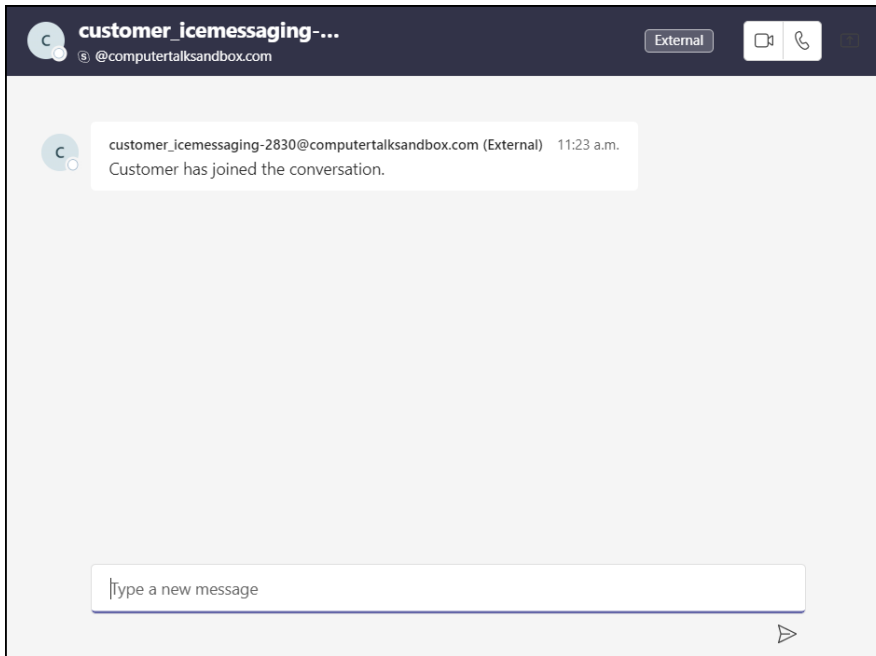 C customer_icemessaging-... External
S @computertalksandbox.com
C customer_icemessaging-2830@computertalksandbox.com (External) 11:23 a.m.
Customer has joined the conversation.
Type a new message